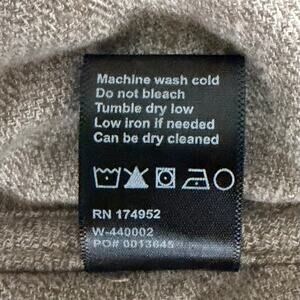 Machine wash cold
Do not bleach
Tumble dry low
Low iron if needed
Can be dry cleaned
RN 174952
W-440002
PO# 0013645